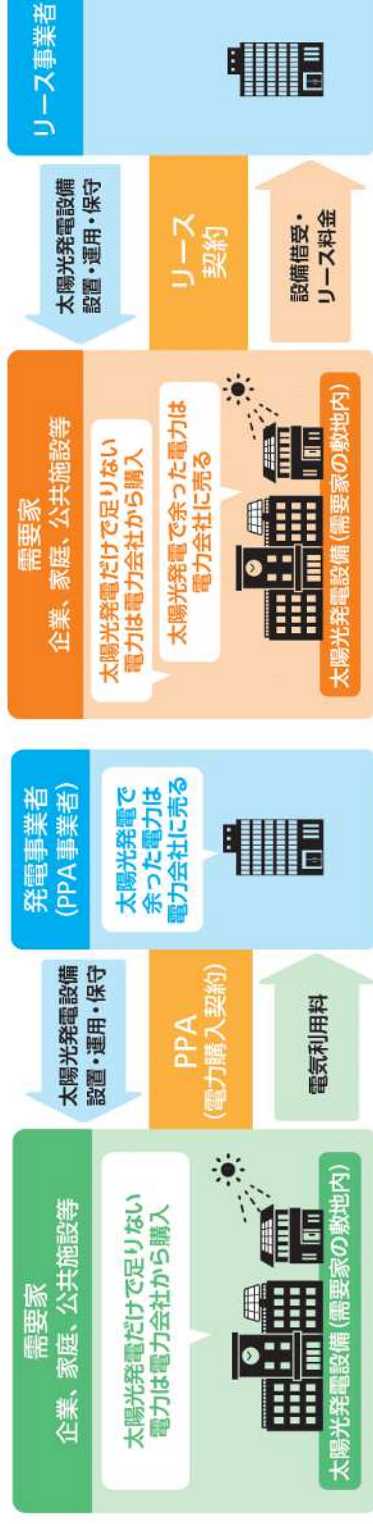 需要家
企業、家庭、公共施設等
太陽光発電だけで足りない
電力は電力会社から購入
太陽光発電設備（需要家の敷地内）
太陽光発電設備
設置・運用・保守
PPA
（電力購入契約）
電気利用料
発電事業者
（PPA事業者）
太陽光発電で
余った電力は
電力会社に売る
需要家
企業、家庭、公共施設等
太陽光発電だけで足りない
電力は電力会社から購入
太陽光発電で余った電力は
電力会社に売る
太陽光発電設備（需要家の敷地内）
太陽光発電設備
設置・運用・保守
リース
契約
設備借受・
リース料金
リース事業者